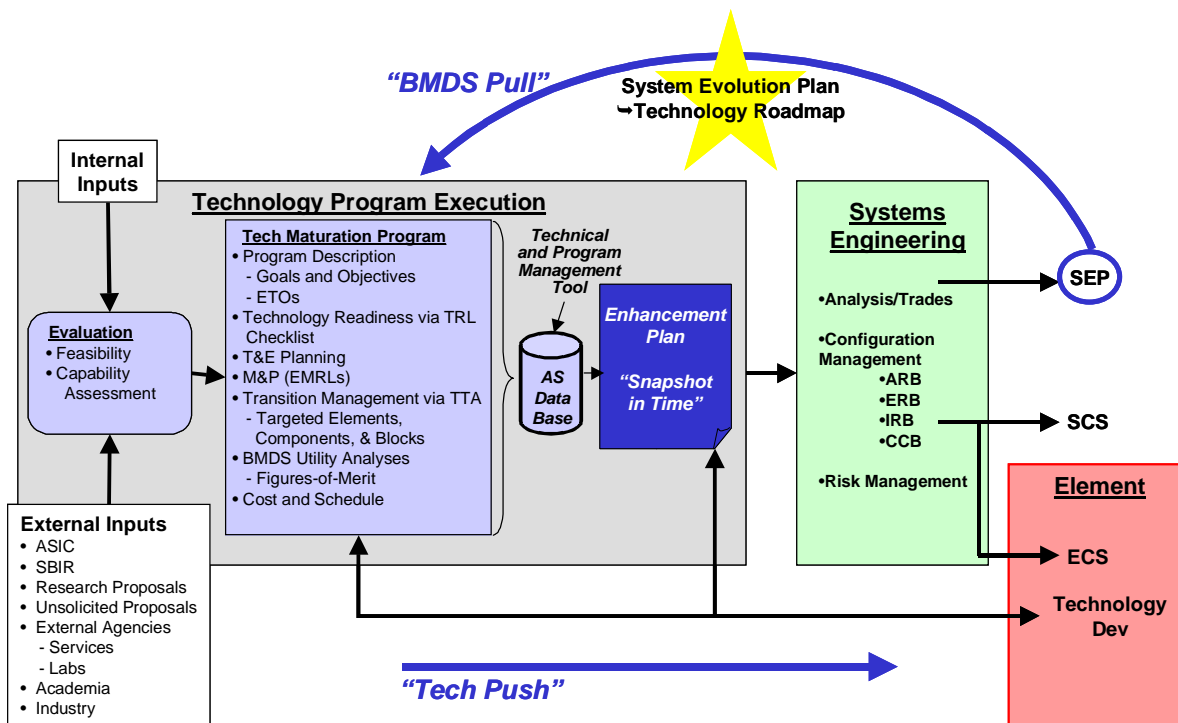 “BMDS Pull”
System Evolution Plan
➥Technology Roadmap
Internal
Inputs
Technology Program Execution
Evaluation
• Feasibility
• Capability
Assessment
Tech Maturation Program
• Program Description
- Goals and Objectives
- ETOs
• Technology Readiness via TRL
Checklist
• T&E Planning
• M&P (EMRLs)
• Transition Management via TTA
- Targeted Elements,
Components, & Blocks
• BMDS Utility Analyses
- Figures-of-Merit
• Cost and Schedule
Technical
and Program
Management
Tool
AS
Data
Base
Enhancement
Plan
“Snapshot
in Time”
Systems
Engineering
•Analysis/Trades
•Configuration
Management
•ARB
•ERB
•IRB
•CCB
•Risk Management
SEP
SCS
Element
ECS
Technology
Dev
External Inputs
• ASIC
• SBIR
• Research Proposals
• Unsolicited Proposals
• External Agencies
- Services
- Labs
• Academia
• Industry
“Tech Push”